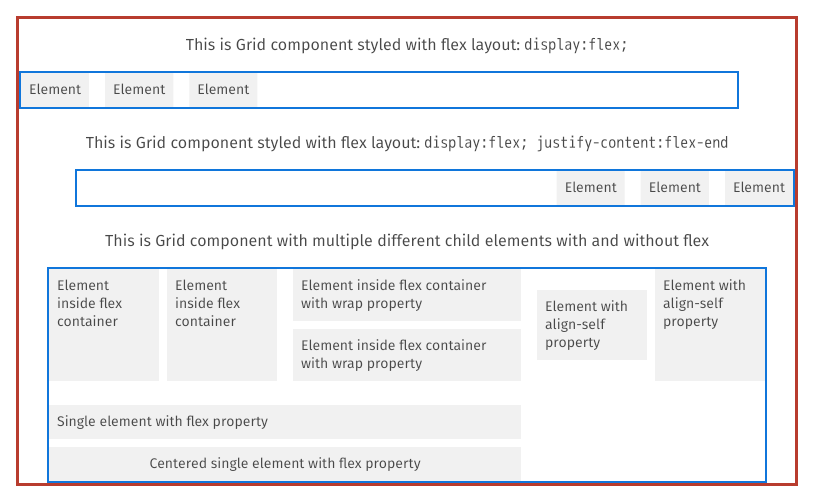 This is Grid component styled with flex layout: display:flex;
Element Element Element
This is Grid component styled with flex layout: display:flex; justify-content:flex-end
Element Element Element
This is Grid component with multiple different child elements with and without flex
Element
inside flex
container
Element
inside flex
container
Element inside flex container
with wrap property
Element inside flex container
with wrap property
Element with
align-self
property
Element with
align-self
property
Single element with flex property
Centered single element with flex property